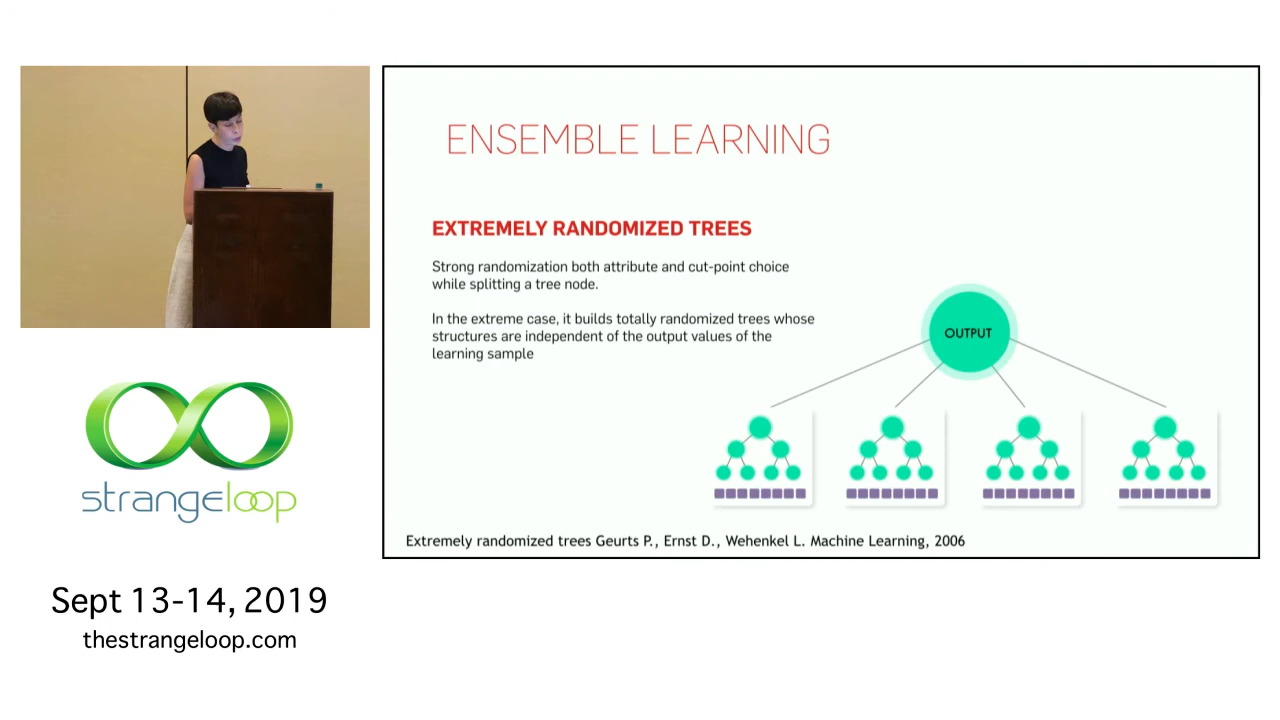 ENSEMBLE LEARNING
EXTREMELY RANDOMIZED TREES
Strong randomization both attribute and cut-point choice
while splitting a tree node.
In the extreme case, it builds totally randomized trees whose
structures are independent of the output values of the
learning sample
OUTPUT
Extremely randomized trees Geurts P., Ernst D., Wehenkel L. Machine Learning, 2006
strangeloop
Sept 13-14, 2019
thestrangeloop.com